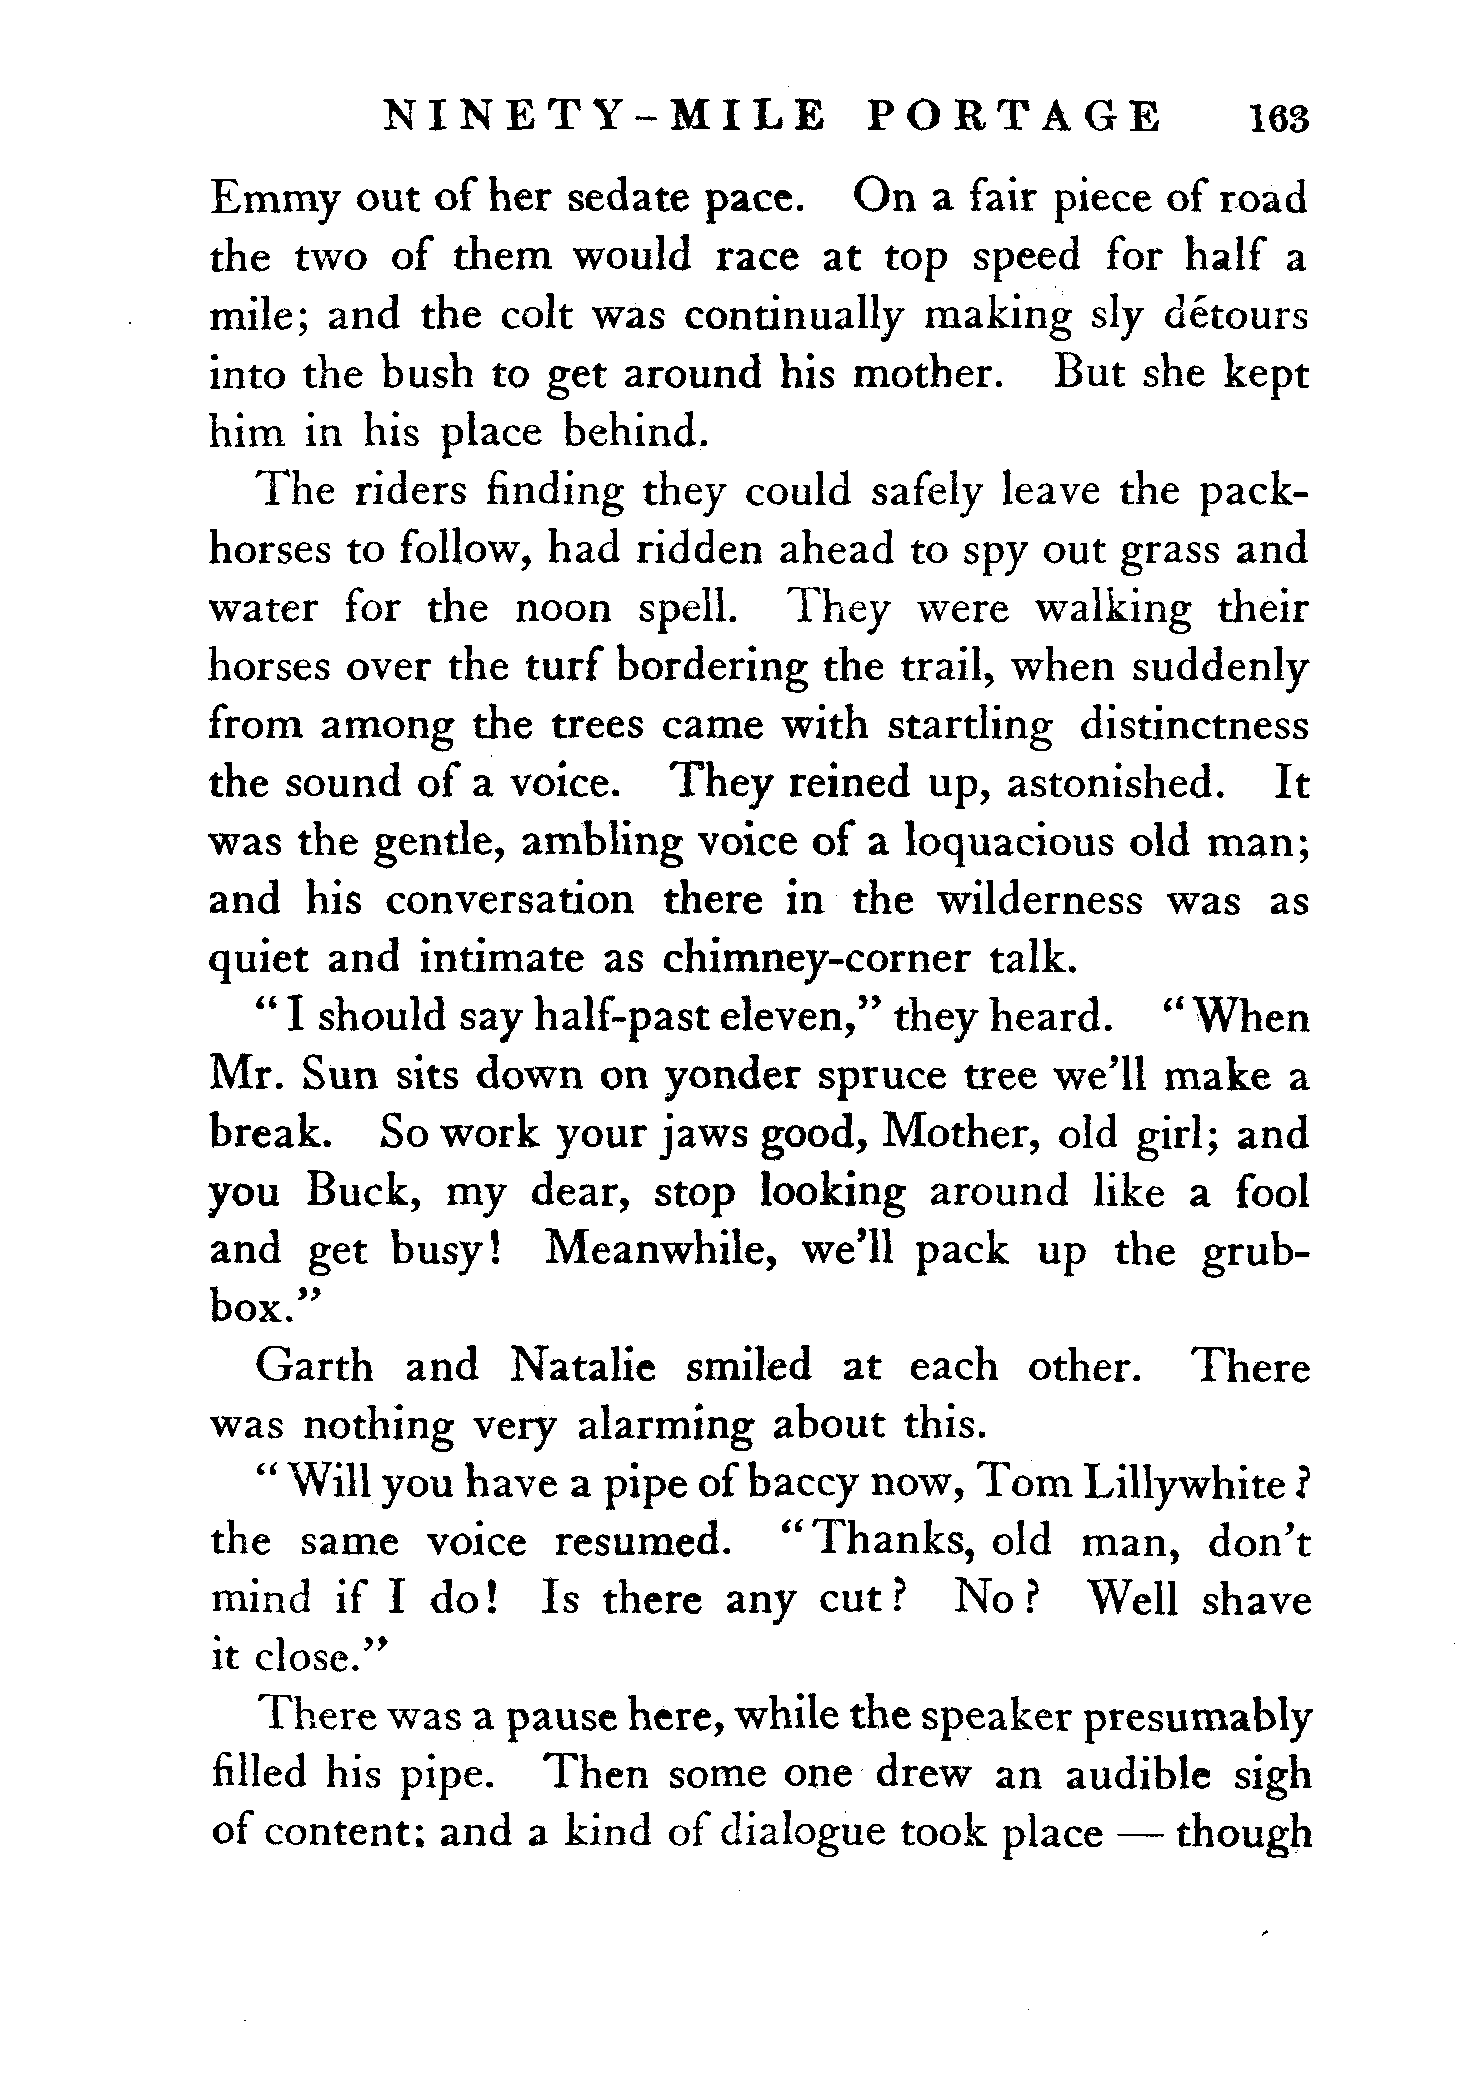 NINETY-MILE PORTAGE 163
Emmy out of her sedate pace. On a fair piece of road
the two of them would race at top speed for half a
mile; and the colt was continually making sly détours
into the bush to get around his mother. But she kept
him in his place behind.
The riders finding they could safely leave the pack-
horses to follow, had ridden ahead to spy out grass and
water for the noon spell. They were walking their
horses over the turf bordering the trail, when suddenly
from among the trees came with startling distinctness
the sound of a voice. They reined up, astonished. It
was the gentle, ambling voice of a loquacious old man;
and his conversation there in the wilderness was as
quiet and intimate as chimney-corner talk.
“I should say half-past eleven,” they heard. “When
Mr. Sun sits down on yonder spruce tree we’ll make a
break. So work your jaws good, Mother, old girl; and
you Buck, my dear, stop looking around like a fool
and get busy! Meanwhile, we’ll pack up the grub-
box.”
Garth and Natalie smiled at each other. There
was nothing very alarming about this.
“Will you have a pipe of baccy now, Tom Lillywhite?
the same voice resumed. “Thanks, old man, don’t
mind if I do! Is there any cut? No? Well shave
it close.”
There was a pause here, while the speaker presumably
filled his pipe. Then some one drew an audible sigh
of content; and a kind of dialogue took place — though